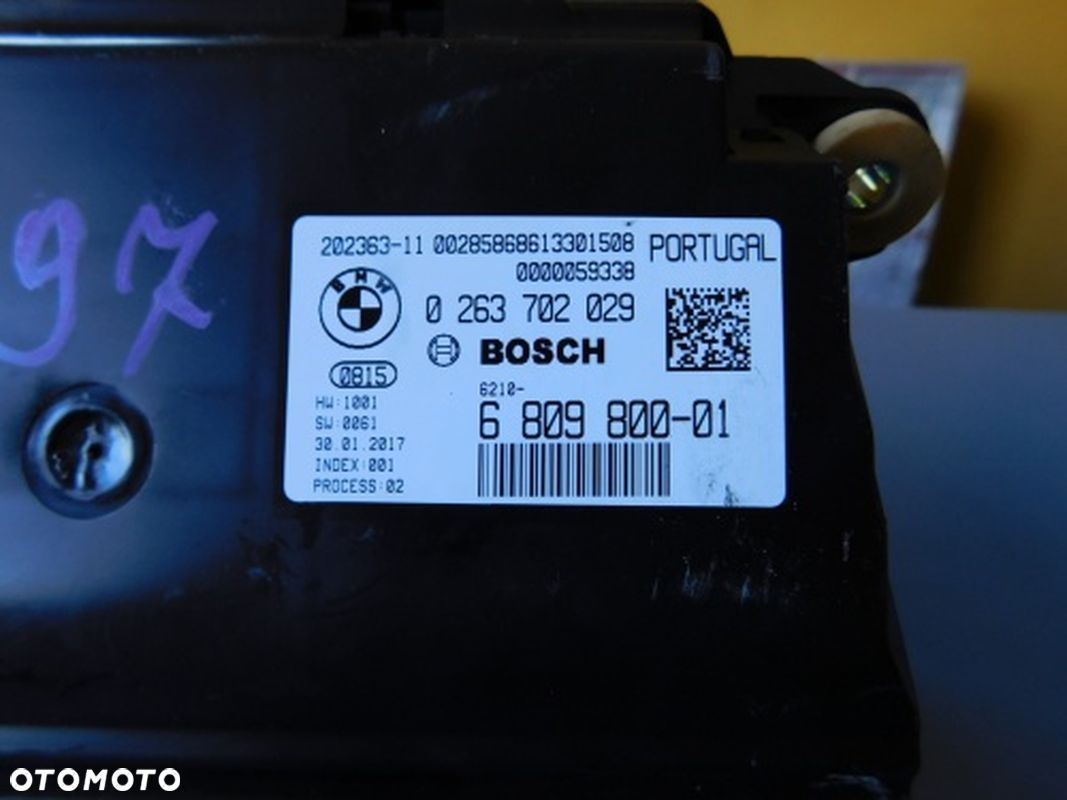 97
202363-11 00285868613301508 PORTUGAL
0000059338
BMW
0 263 702 029
BOSCH
0815
6210-
HW:1001
6 809 800-01
SW:0061
30.01.2017
INDEX:001
PROCESS:02
OTOMOTO